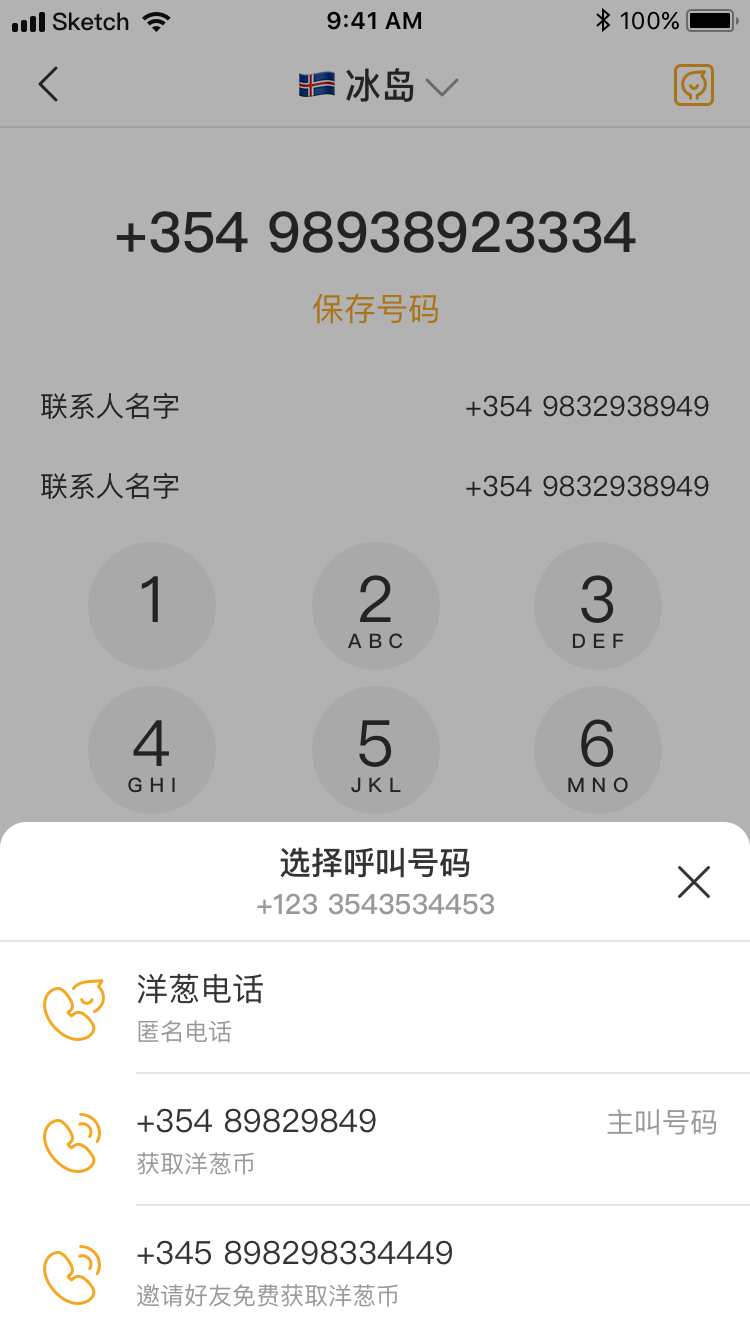 Sketch 9:41 AM 100%
冰岛
+354 98938923334
保存号码
联系人名字 +354 9832938949
联系人名字 +354 9832938949
1 2 3
ABC DEF
4 5 6
GHI JKL MNO
选择呼叫号码
+123 3543534453
洋葱电话
匿名电话
+354 89829849 主叫号码
获取洋葱币
+345 898298334449
邀请好友免费获取洋葱币